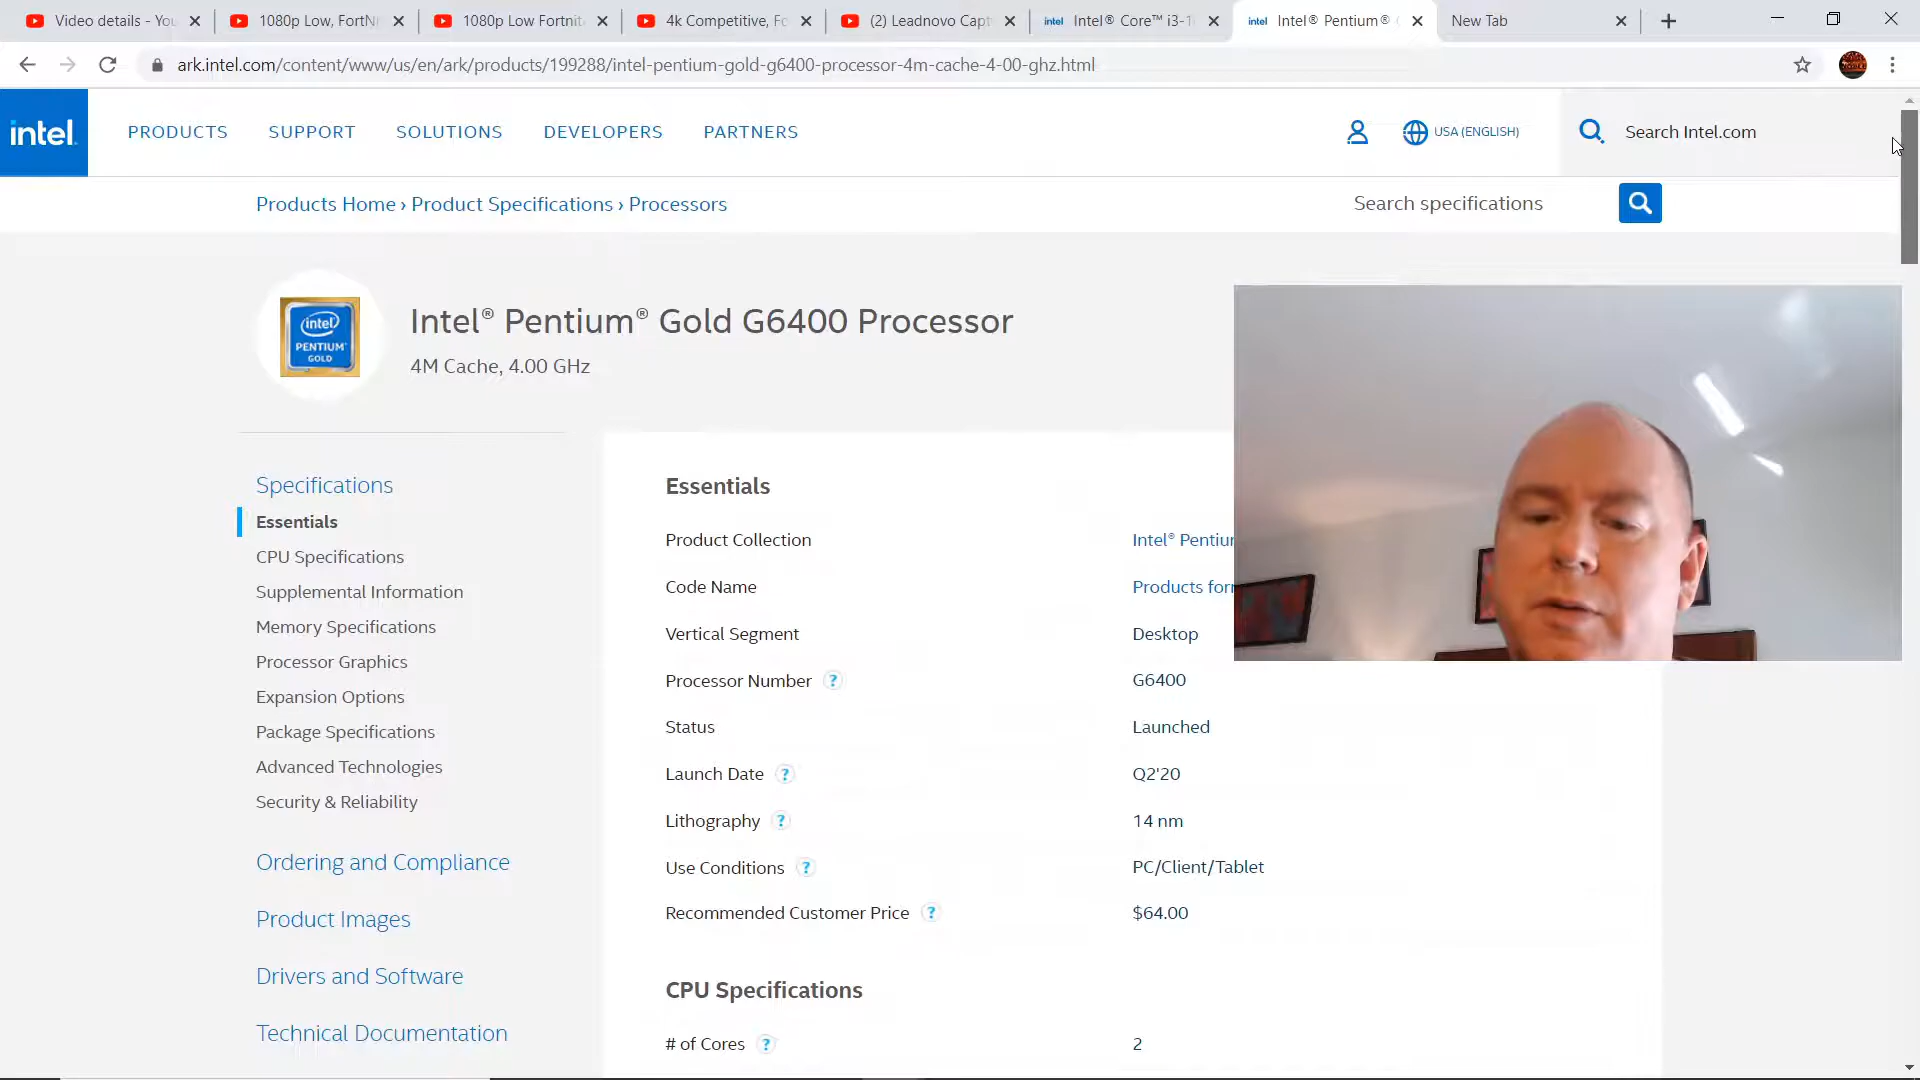 Video details - You
1080p Low, FortN
1080p Low Fortnit
4k Competitive, Fo
(2) Leadnovo Capt
intel Intel® Core™ i3-1
intel Intel® Pentium®
New Tab
ark.intel.com/content/www/us/en/ark/products/199288/intel-pentium-gold-g6400-processor-4m-cache-4-00-ghz.html
intel.
PRODUCTS
SUPPORT
SOLUTIONS
DEVELOPERS
PARTNERS
USA (ENGLISH)
Search Intel.com
Products Home › Product Specifications › Processors
Search specifications
intel
PENTIUM®
GOLD
Intel® Pentium® Gold G6400 Processor
4M Cache, 4.00 GHz
Specifications
Essentials
CPU Specifications
Supplemental Information
Memory Specifications
Processor Graphics
Expansion Options
Package Specifications
Advanced Technologies
Security & Reliability
Ordering and Compliance
Product Images
Drivers and Software
Technical Documentation
Essentials
Product Collection Intel® Pentiu
Code Name Products for
Vertical Segment Desktop
Processor Number ? G6400
Status Launched
Launch Date ? Q2'20
Lithography ? 14 nm
Use Conditions ? PC/Client/Tablet
Recommended Customer Price ? $64.00
CPU Specifications
# of Cores ? 2